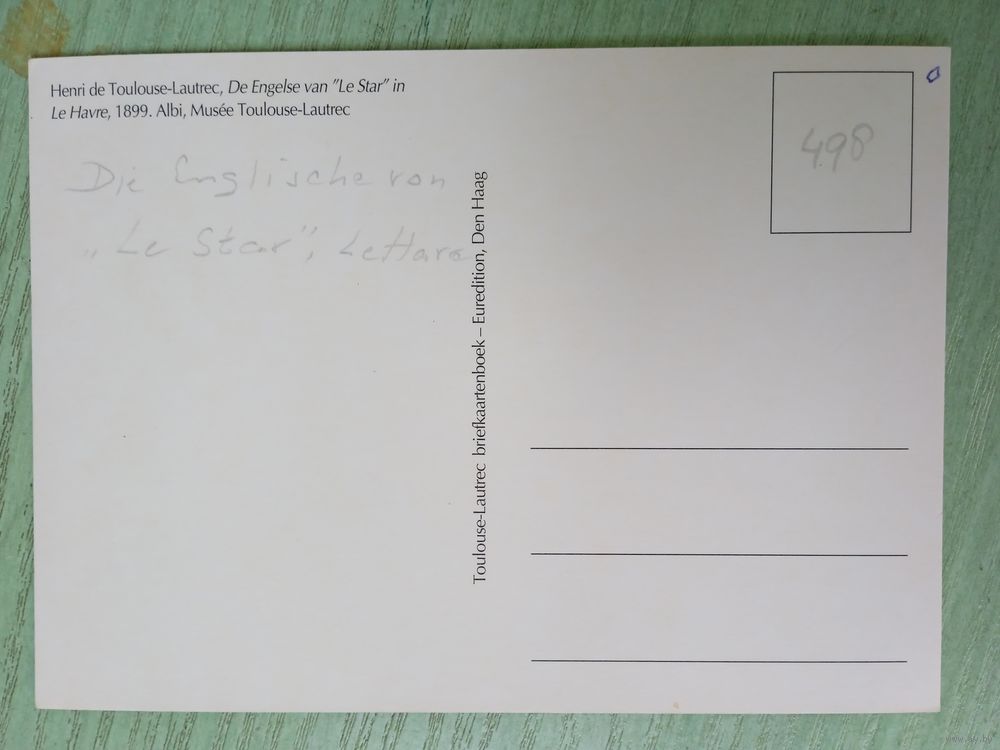 Henri de Toulouse-Lautrec, De Engelse van "Le Star" in
Le Havre, 1899. Albi, Musée Toulouse-Lautrec
Die Englische von
„Le Star",
Toulouse-Lautrec briefkaartenboek – Euredition, Den Haag
498